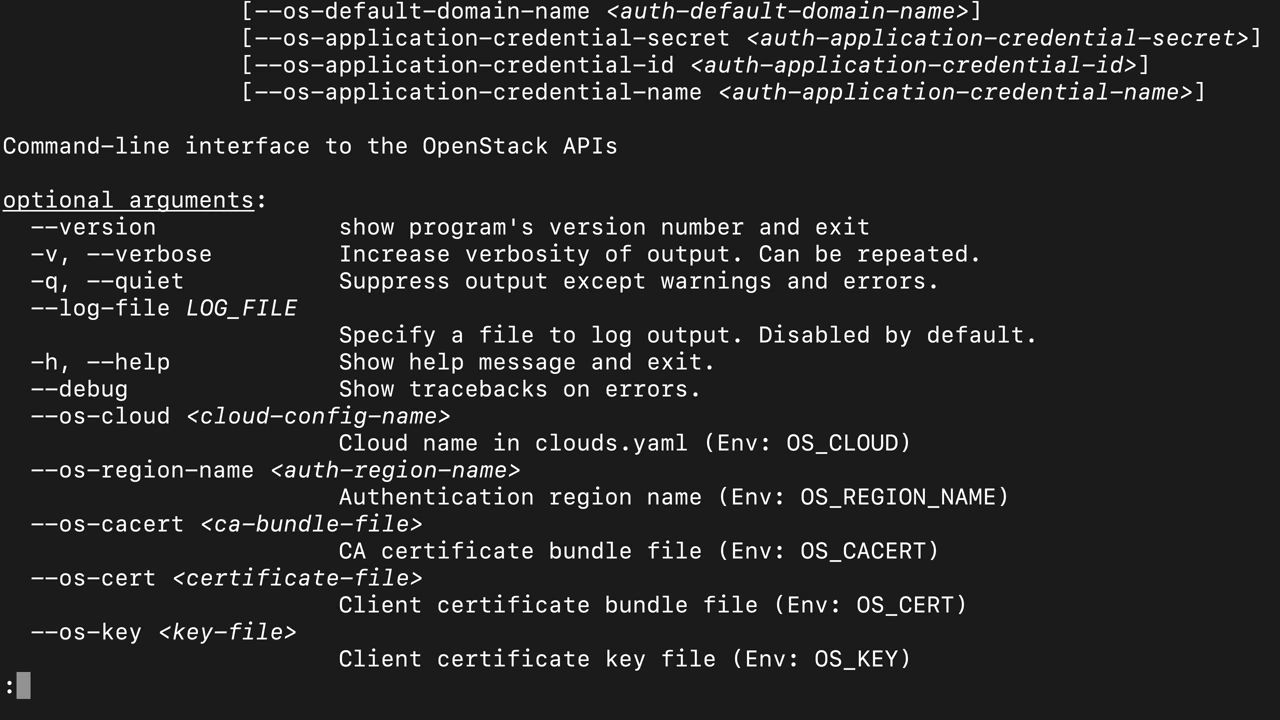 [--os-default-domain-name <auth-default-domain-name>]
[--os-application-credential-secret <auth-application-credential-secret>]
[--os-application-credential-id <auth-application-credential-id>]
[--os-application-credential-name <auth-application-credential-name>]
Command-line interface to the OpenStack APIs
optional arguments:
--version show program's version number and exit
-v, --verbose Increase verbosity of output. Can be repeated.
-q, --quiet Suppress output except warnings and errors.
--log-file LOG_FILE
Specify a file to log output. Disabled by default.
-h, --help Show help message and exit.
--debug Show tracebacks on errors.
--os-cloud <cloud-config-name>
Cloud name in clouds.yaml (Env: OS_CLOUD)
--os-region-name <auth-region-name>
Authentication region name (Env: OS_REGION_NAME)
--os-cacert <ca-bundle-file>
CA certificate bundle file (Env: OS_CACERT)
--os-cert <certificate-file>
Client certificate bundle file (Env: OS_CERT)
--os-key <key-file>
Client certificate key file (Env: OS_KEY)
: